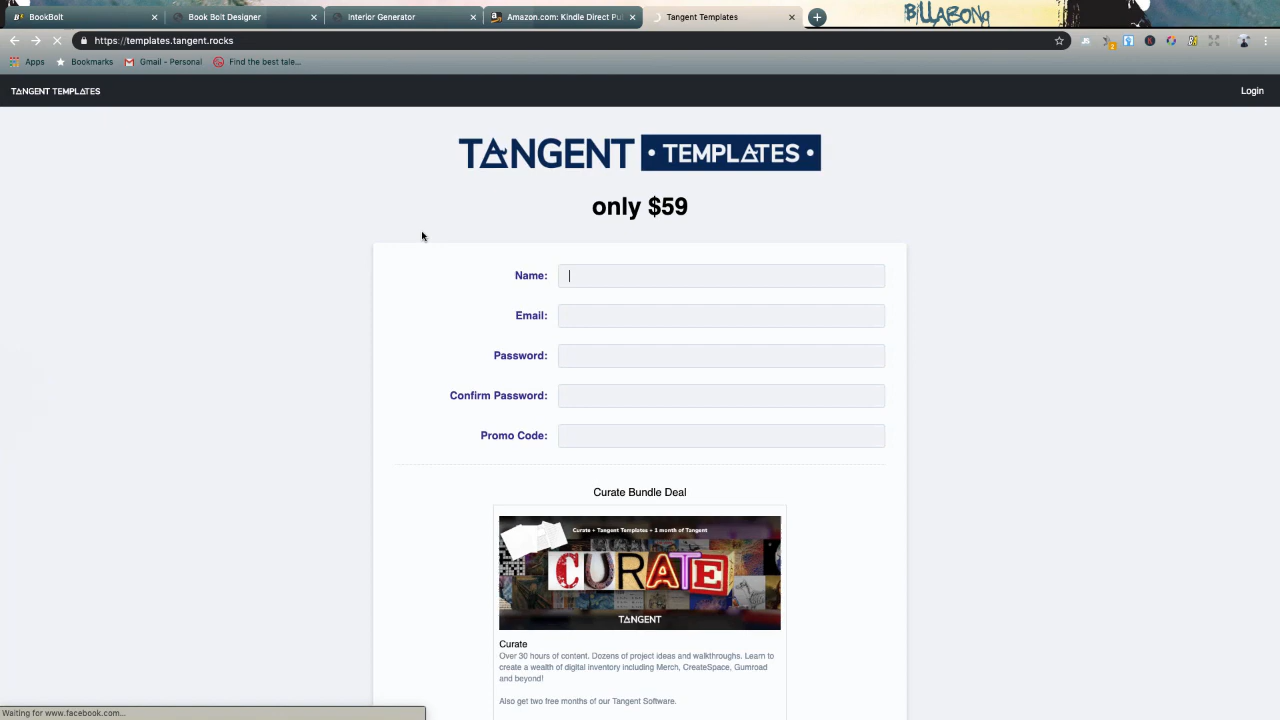 BookBolt
Book Bolt Designer
Interior Generator
Amazon.com: Kindle Direct Pu
Tangent Templates
BILLABONG
https://templates.tangent.rocks
Apps
Bookmarks
Gmail - Personal
Find the best tale...
TANGENT TEMPLATES
Login
TANGENT • TEMPLATES •
only $59
Name:
Email:
Password:
Confirm Password:
Promo Code:
Curate Bundle Deal
Curate + Tangent Templates + 1 month of Tangent
CURATE
TANGENT
Curate
Over 30 hours of content. Dozens of project ideas and walkthroughs. Learn to
create a wealth of digital inventory including Merch, CreateSpace, Gumroad
and beyond!
Also get two free months of our Tangent Software.
Waiting for www.facebook.com...